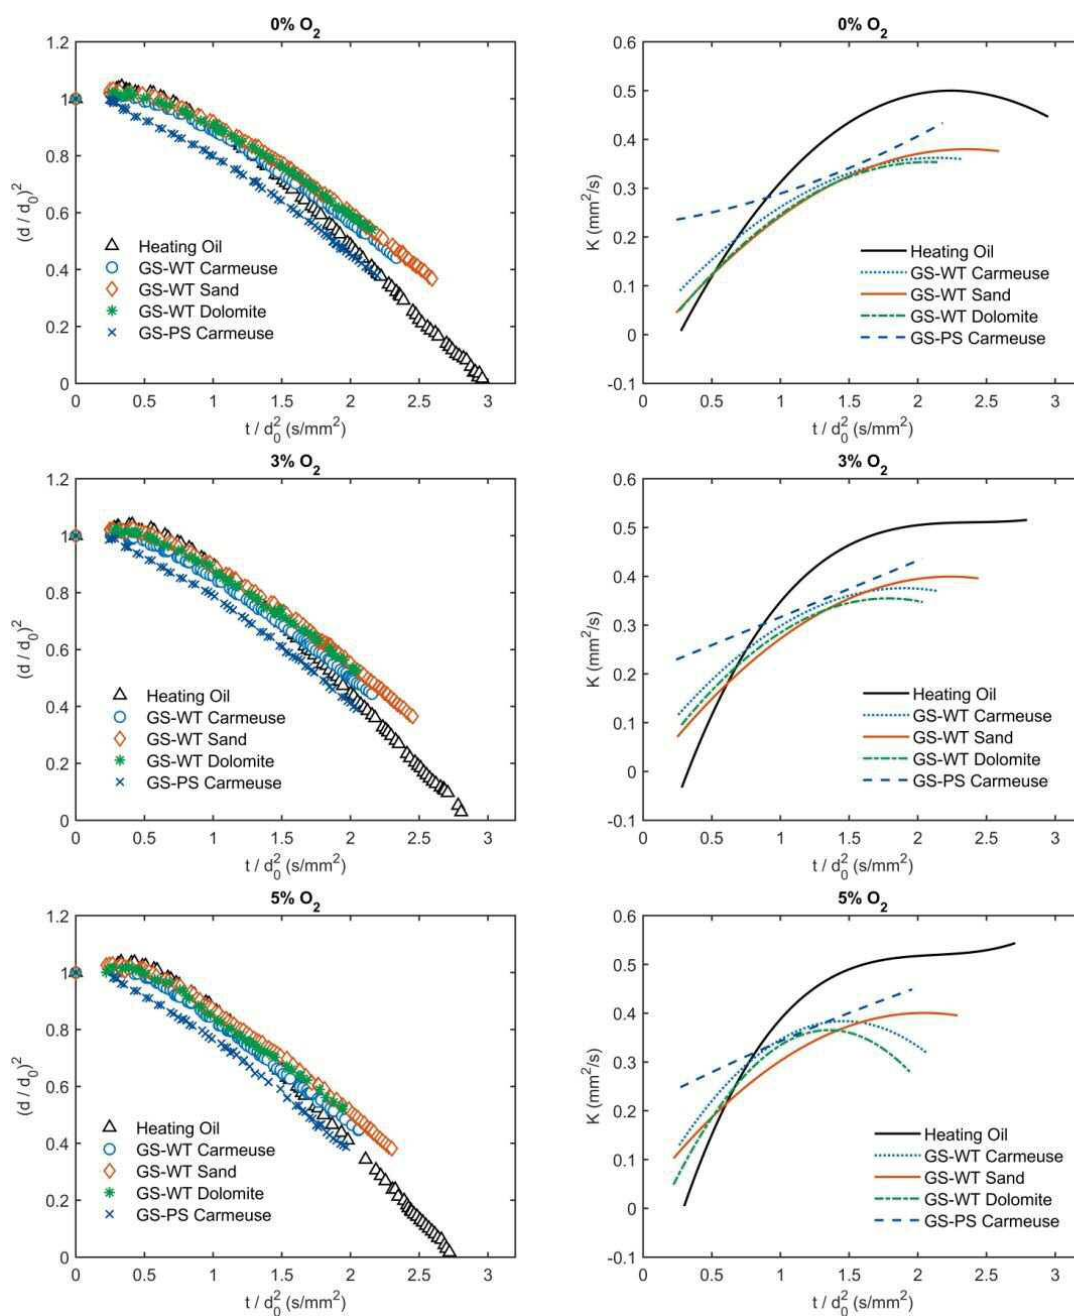 0% O2
1.2
1
0.8
0.6
0.4
0.2
0
(d / d0)2
Heating Oil
GS-WT Carmeuse
GS-WT Sand
GS-WT Dolomite
GS-PS Carmeuse
0 0.5 1 1.5 2 2.5 3
t / d0^2 (s/mm2)
0% O2
0.6
0.5
0.4
0.3
0.2
0.1
0
-0.1
K (mm2/s)
Heating Oil
GS-WT Carmeuse
GS-WT Sand
GS-WT Dolomite
GS-PS Carmeuse
0 0.5 1 1.5 2 2.5 3
t / d0^2 (s/mm2)
3% O2
1.2
1
0.8
0.6
0.4
0.2
0
(d / d0)2
Heating Oil
GS-WT Carmeuse
GS-WT Sand
GS-WT Dolomite
GS-PS Carmeuse
0 0.5 1 1.5 2 2.5 3
t / d0^2 (s/mm2)
3% O2
0.6
0.5
0.4
0.3
0.2
0.1
0
-0.1
K (mm2/s)
Heating Oil
GS-WT Carmeuse
GS-WT Sand
GS-WT Dolomite
GS-PS Carmeuse
0 0.5 1 1.5 2 2.5 3
t / d0^2 (s/mm2)
5% O2
1.2
1
0.8
0.6
0.4
0.2
0
(d / d0)2
Heating Oil
GS-WT Carmeuse
GS-WT Sand
GS-WT Dolomite
GS-PS Carmeuse
0 0.5 1 1.5 2 2.5 3
t / d0^2 (s/mm2)
5% O2
0.6
0.5
0.4
0.3
0.2
0.1
0
-0.1
K (mm2/s)
Heating Oil
GS-WT Carmeuse
GS-WT Sand
GS-WT Dolomite
GS-PS Carmeuse
0 0.5 1 1.5 2 2.5 3
t / d0^2 (s/mm2)